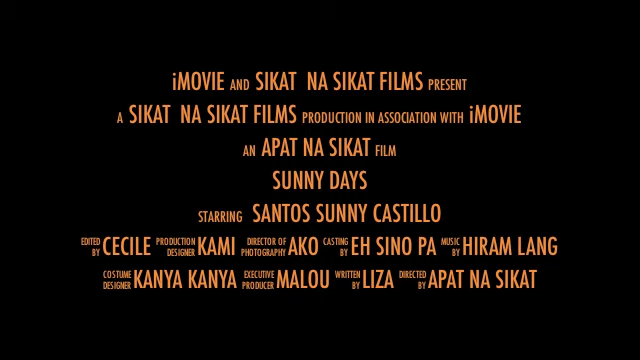 iMOVIE AND SIKAT NA SIKAT FILMS PRESENT
A SIKAT NA SIKAT FILMS PRODUCTION IN ASSOCIATION WITH iMOVIE
AN APAT NA SIKAT FILM
SUNNY DAYS
STARRING SANTOS SUNNY CASTILLO
EDITED BY CECILE PRODUCTION DESIGNER KAMI DIRECTOR OF PHOTOGRAPHY AKO CASTING BY EH SINO PA MUSIC BY HIRAM LANG
COSTUME DESIGNER KANYA KANYA EXECUTIVE PRODUCER MALOU WRITTEN BY LIZA DIRECTED BY APAT NA SIKAT